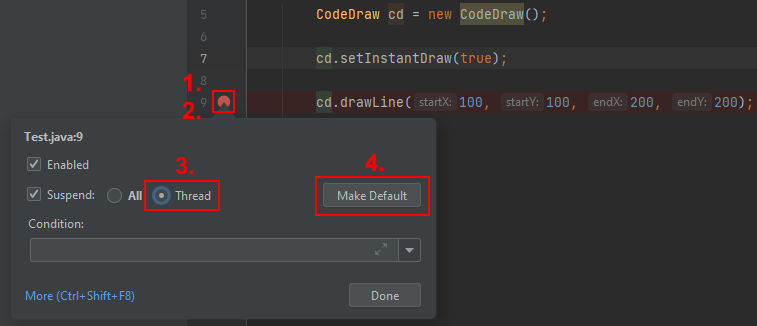 5 CodeDraw cd = new CodeDraw();
6
7 cd.setInstantDraw(true);
8
1.
2.
9 cd.drawLine( startX: 100, startY: 100, endX: 200, endY: 200);
Test.java:9
Enabled
3.
4.
Suspend: All Thread Make Default
Condition:
More (Ctrl+Shift+F8) Done